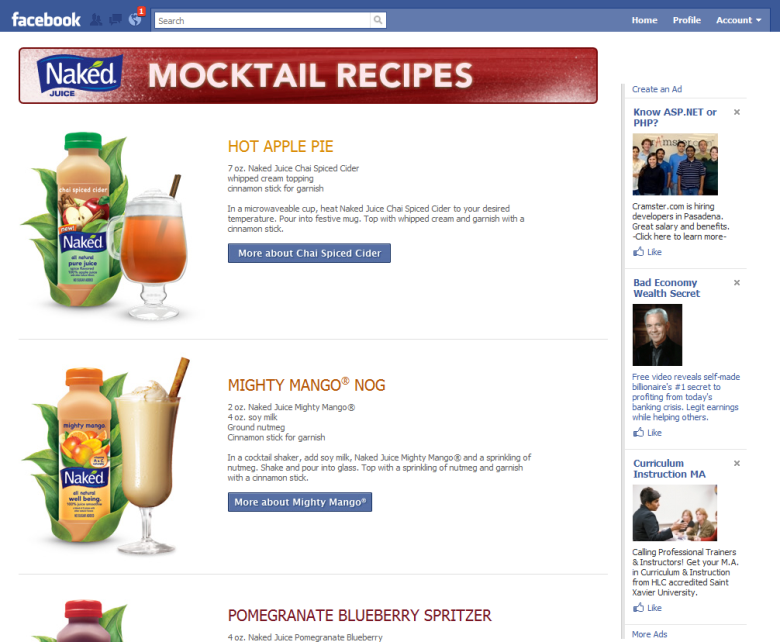 facebook
1
Search
Home Profile Account
Naked
JUICE
MOCKTAIL RECIPES
HOT APPLE PIE
7 oz. Naked Juice Chai Spiced Cider
whipped cream topping
cinnamon stick for garnish
In a microwaveable cup, heat Naked Juice Chai Spiced Cider to your desired
temperature. Pour into festive mug. Top with whipped cream and garnish with a
cinnamon stick.
More about Chai Spiced Cider
chai spiced cider
new!
Naked
all natural
pure juice
MIGHTY MANGO® NOG
2 oz. Naked Juice Mighty Mango®
4 oz. soy milk
Ground nutmeg
Cinnamon stick for garnish
In a cocktail shaker, add soy milk, Naked Juice Mighty Mango® and a sprinkling of
nutmeg. Shake and pour into glass. Top with a sprinkling of nutmeg and garnish
with a cinnamon stick.
More about Mighty Mango®
mighty mango
Naked
all natural
well being
100% juice smoothie
POMEGRANATE BLUEBERRY SPRITZER
4 oz. Naked Juice Pomegranate Blueberry
Create an Ad
Know ASP.NET or
PHP?
Cramster.com is hiring
developers in Pasadena.
Great salary and benefits.
-Click here to learn more-
Like
Bad Economy
Wealth Secret
Free video reveals self-made
billionaire's #1 secret to
profiting from today's
banking crisis. Legit earnings
while helping others.
Like
Curriculum
Instruction MA
Calling Professional Trainers
& Instructors! Get your M.A.
in Curriculum & Instruction
from HLC accredited Saint
Xavier University.
Like
More Ads